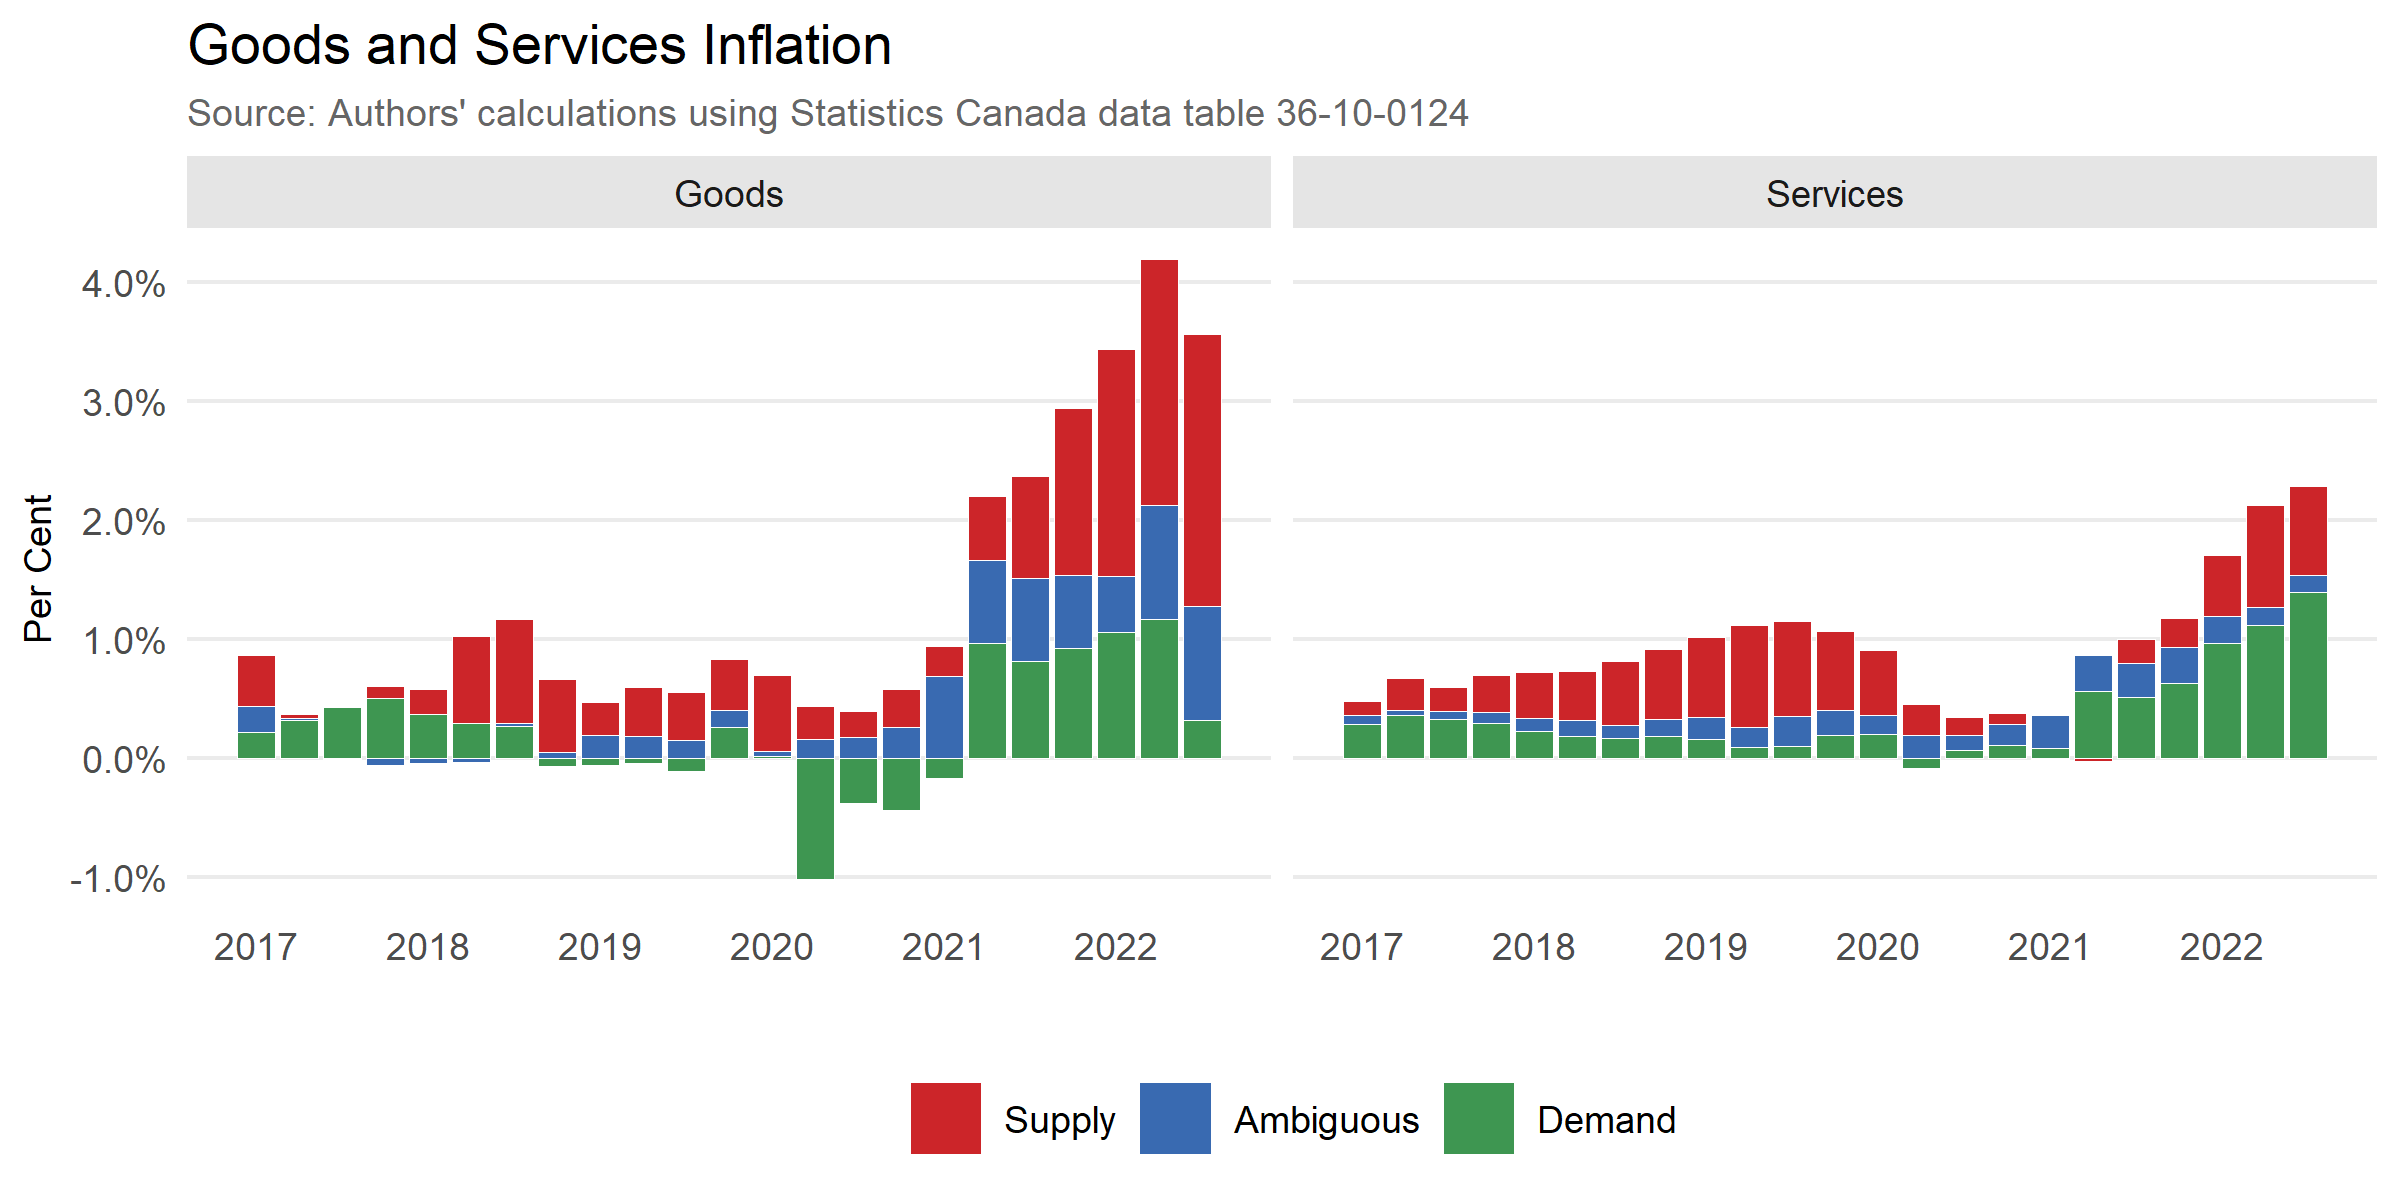 Goods and Services Inflation
Source: Authors' calculations using Statistics Canada data table 36-10-0124
Goods
Services
Per Cent
4.0%
3.0%
2.0%
1.0%
0.0%
-1.0%
2017 2018 2019 2020 2021 2022
2017 2018 2019 2020 2021 2022
Supply Ambiguous Demand